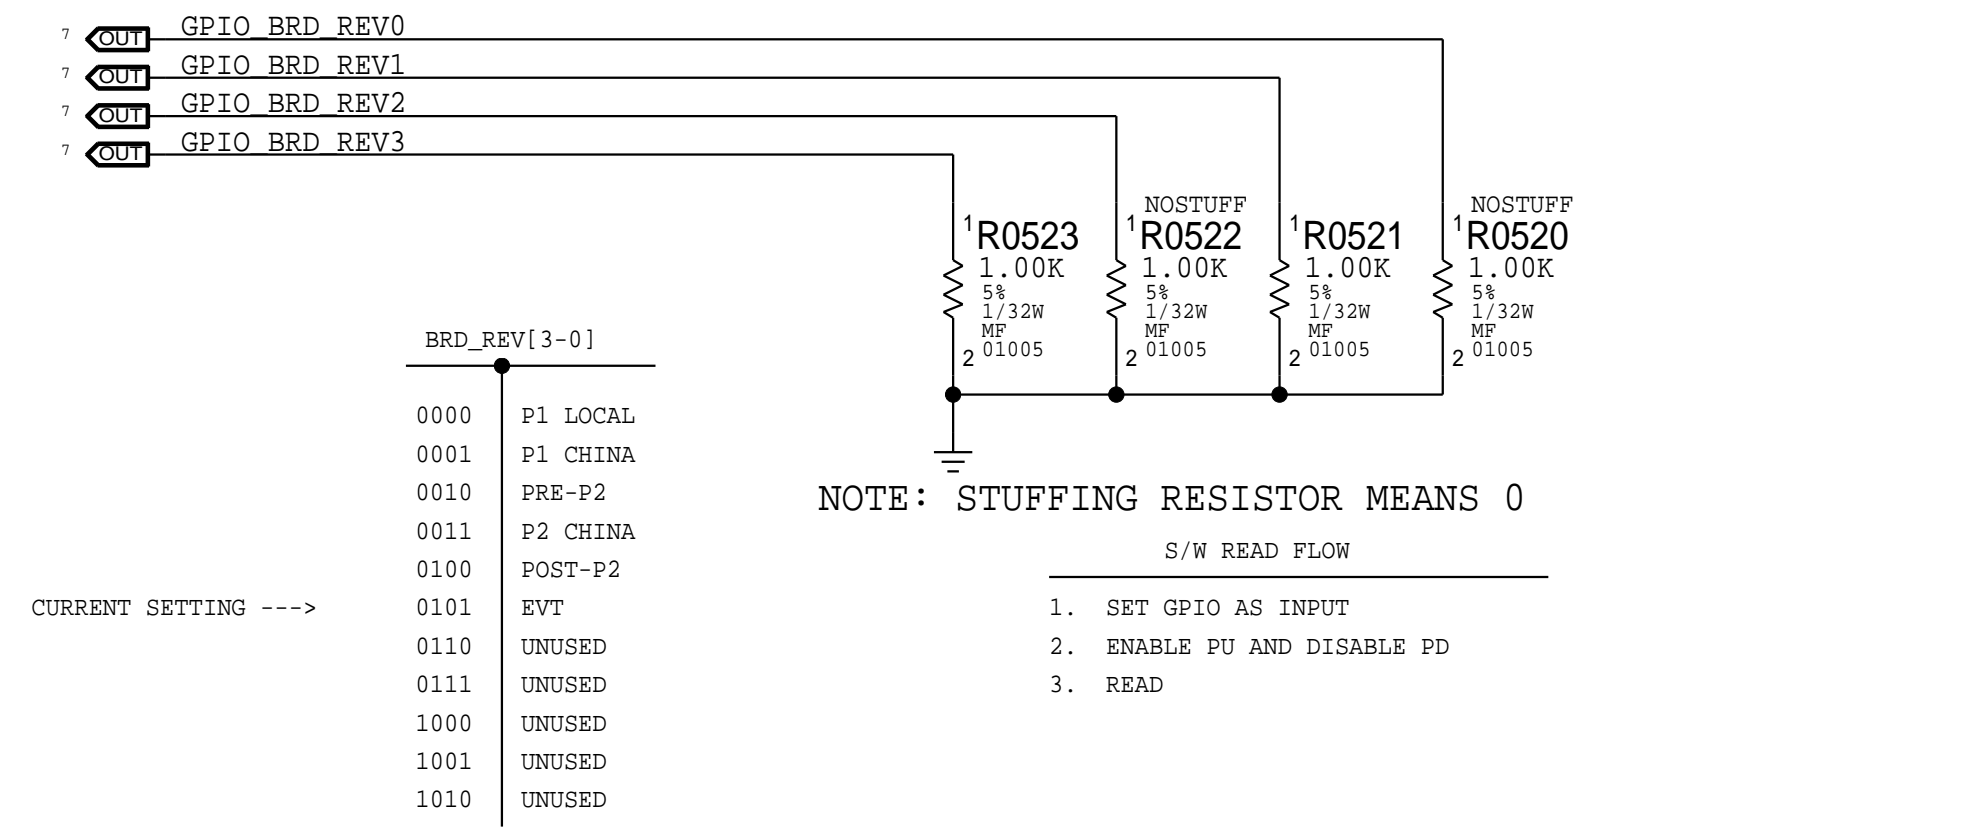 7 OUT GPIO_BRD_REV0
7 OUT GPIO_BRD_REV1
7 OUT GPIO_BRD_REV2
7 OUT GPIO_BRD_REV3
1 R0523
1.00K
5%
1/32W
MF
2 01005
NOSTUFF
1 R0522
1.00K
5%
1/32W
MF
2 01005
1 R0521
1.00K
5%
1/32W
MF
2 01005
NOSTUFF
1 R0520
1.00K
5%
1/32W
MF
2 01005
BRD_REV[3-0]
0000 P1 LOCAL
0001 P1 CHINA
0010 PRE-P2
0011 P2 CHINA
0100 POST-P2
CURRENT SETTING ---> 0101 EVT
0110 UNUSED
0111 UNUSED
1000 UNUSED
1001 UNUSED
1010 UNUSED
NOTE: STUFFING RESISTOR MEANS 0
S/W READ FLOW
1. SET GPIO AS INPUT
2. ENABLE PU AND DISABLE PD
3. READ